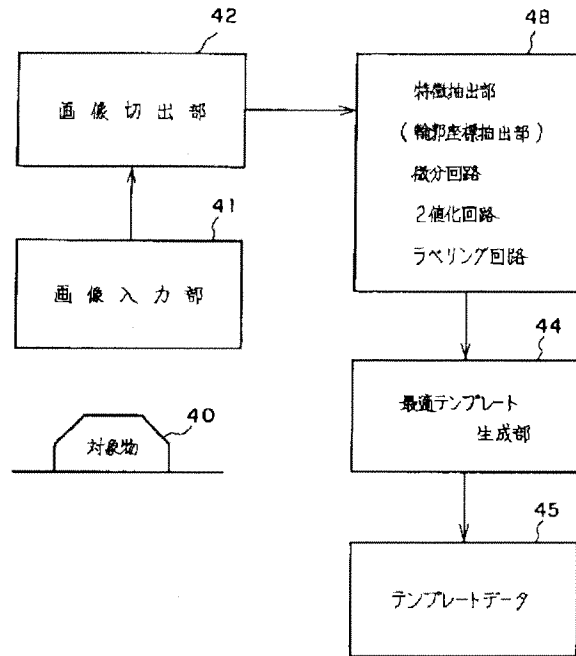 42
画像切出部
41
画像入力部
40
対象物
48
特徴抽出部
(輪郭座標抽出部)
微分回路
2値化回路
ラベリング回路
44
最適テンプレート
生成部
45
テンプレートデータ